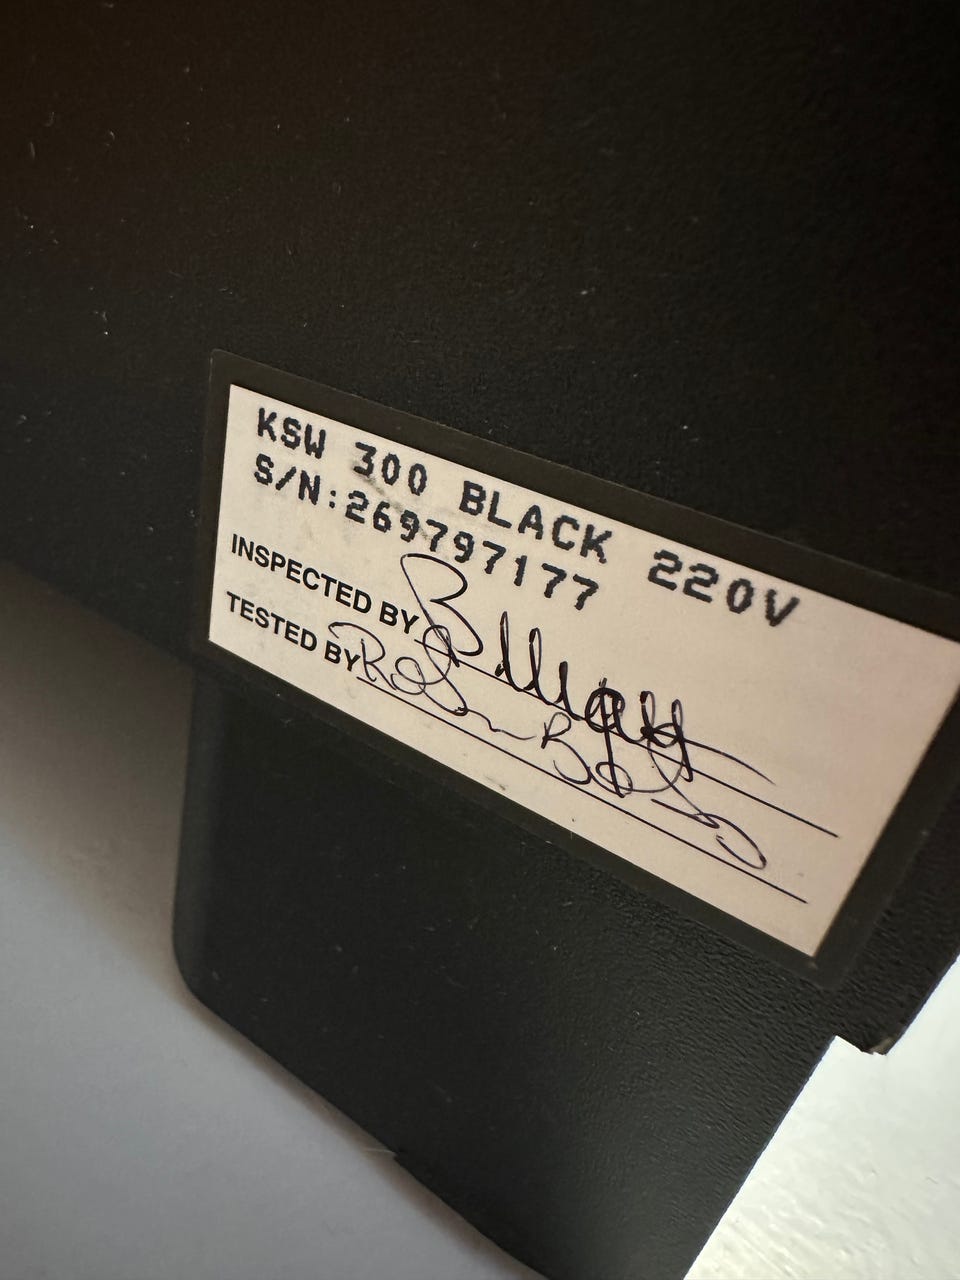 KSW 300 BLACK 220V
S/N:269797177
INSPECTED BY
TESTED BY